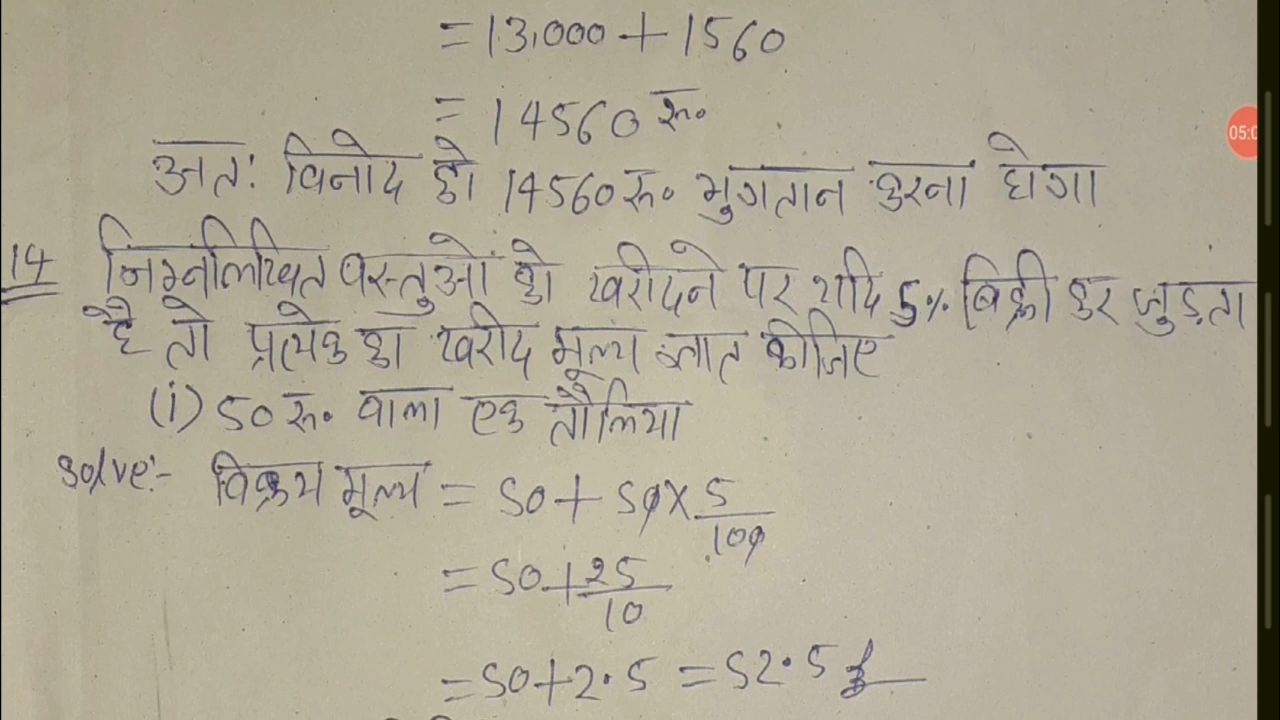 = 13,000 + 1560
= 14560 रू०
05:0
अतः विनोद को 14560 रू० भुगतान करना होगा
14 निम्नलिखित वस्तुओं को खरीदने पर यदि 5% बिक्री कर जुड़ता
है तो प्रत्येक का खरीद मूल्य ज्ञात कीजिए
(i) 50 रू० वाला एक तौलिया
Solve:- विक्रय मूल्य = 50 + 50 × 5/100
= 50 + 25/10
= 50 + 2.5 = 52.5